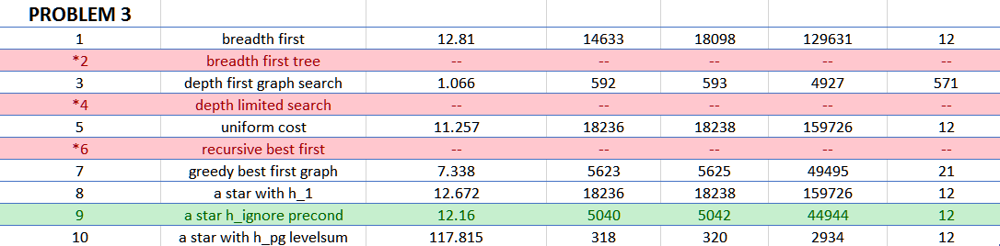 PROBLEM 3
1 breadth first 12.81 14633 18098 129631 12
*2 breadth first tree -- -- -- -- --
3 depth first graph search 1.066 592 593 4927 571
*4 depth limited search -- -- -- -- --
5 uniform cost 11.257 18236 18238 159726 12
*6 recursive best first -- -- -- -- --
7 greedy best first graph 7.338 5623 5625 49495 21
8 a star with h_1 12.672 18236 18238 159726 12
9 a star h_ignore precond 12.16 5040 5042 44944 12
10 a star with h_pg levelsum 117.815 318 320 2934 12